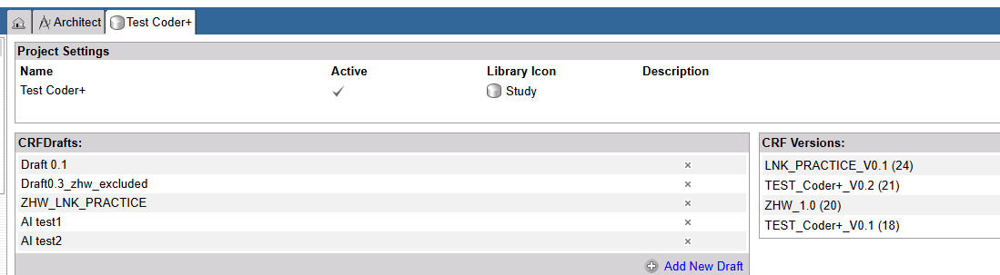 Architect Test Coder+
Project Settings
Name Active Library Icon Description
Test Coder+ Study
CRFDrafts:
Draft 0.1
Draft0.3_zhw_excluded
ZHW_LNK_PRACTICE
AI test1
AI test2
Add New Draft
CRF Versions:
LNK_PRACTICE_V0.1 (24)
TEST_Coder+_V0.2 (21)
ZHW_1.0 (20)
TEST_Coder+_V0.1 (18)